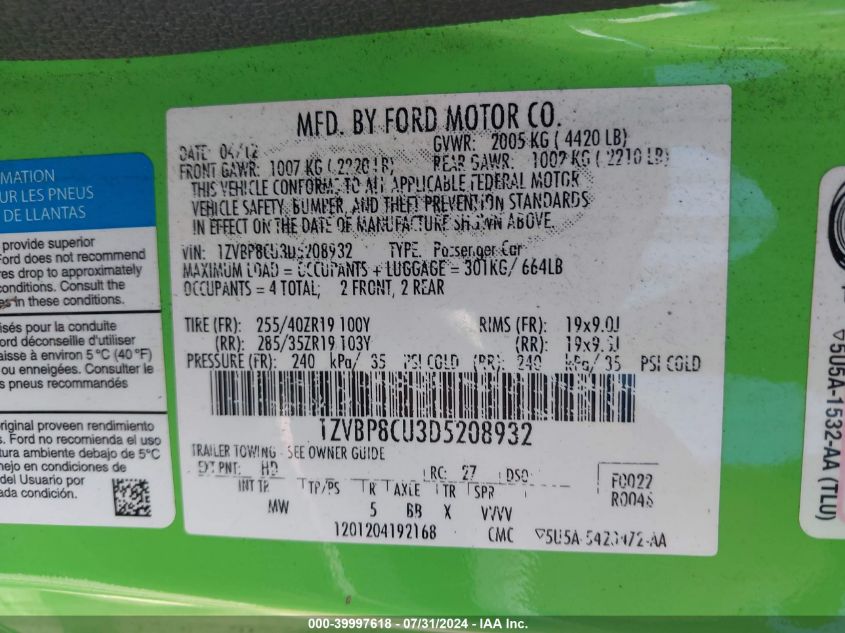 MFD. BY FORD MOTOR CO.
DATE: 04/12
GVWR: 2005 KG ( 4420 LB)
FRONT GAWR: 1007 KG ( 2220 LB)
REAR GAWR: 1002 KG ( 2210 LB)
THIS VEHICLE CONFORMS TO ALL APPLICABLE FEDERAL MOTOR
VEHICLE SAFETY, BUMPER, AND THEFT PREVENTION STANDARDS
IN EFFECT ON THE DATE OF MANUFACTURE SHOWN ABOVE.
VIN: 1ZVBP8CU3D5208932 TYPE: Passenger Car
MAXIMUM LOAD = OCCUPANTS + LUGGAGE = 301KG/ 664LB
OCCUPANTS = 4 TOTAL; 2 FRONT, 2 REAR
TIRE (FR): 255/40ZR19 100Y RIMS (FR): 19x9.0J
(RR): 285/35ZR19 103Y (RR): 19x9.5J
PRESSURE (FR): 240 kPa/ 35 PSI COLD (RR): 240 kPa/ 35 PSI COLD
1ZVBP8CU3D5208932
TRAILER TOWING - SEE OWNER GUIDE
EXT PNT: HD RC: 27 DSO:
F0022
R0046
INT TR TP/PS R AXLE TR SPR
MW 5 BB X VVVV
1201204192168 CMC ▽5U5A-5420472-AA
MATION
UR LES PNEUS
DE LLANTAS
provide superior
Ford does not recommend
res drop to approximately
conditions. Consult the
es in these conditions.
isés pour la conduite
ord déconseille d'utiliser
aisse à environ 5°C (40°F)
ou enneigées. Consulter le
s pneus recommandés.
original proveen rendimiento
s. Ford no recomienda el uso
tura ambiente debajo de 5°C
nejo en condiciones de
del Usuario por
ada condición.
▽5U5A-1532-AA (TLU)
000-39997618 - 07/31/2024 - IAA Inc.